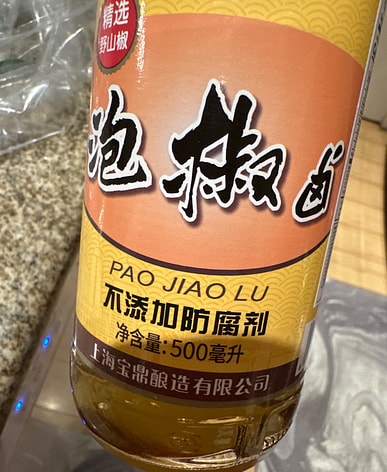 精选
野山椒
泡椒卤
PAO JIAO LU
不添加防腐剂
净含量:500毫升
上海宝鼎酿造有限公司